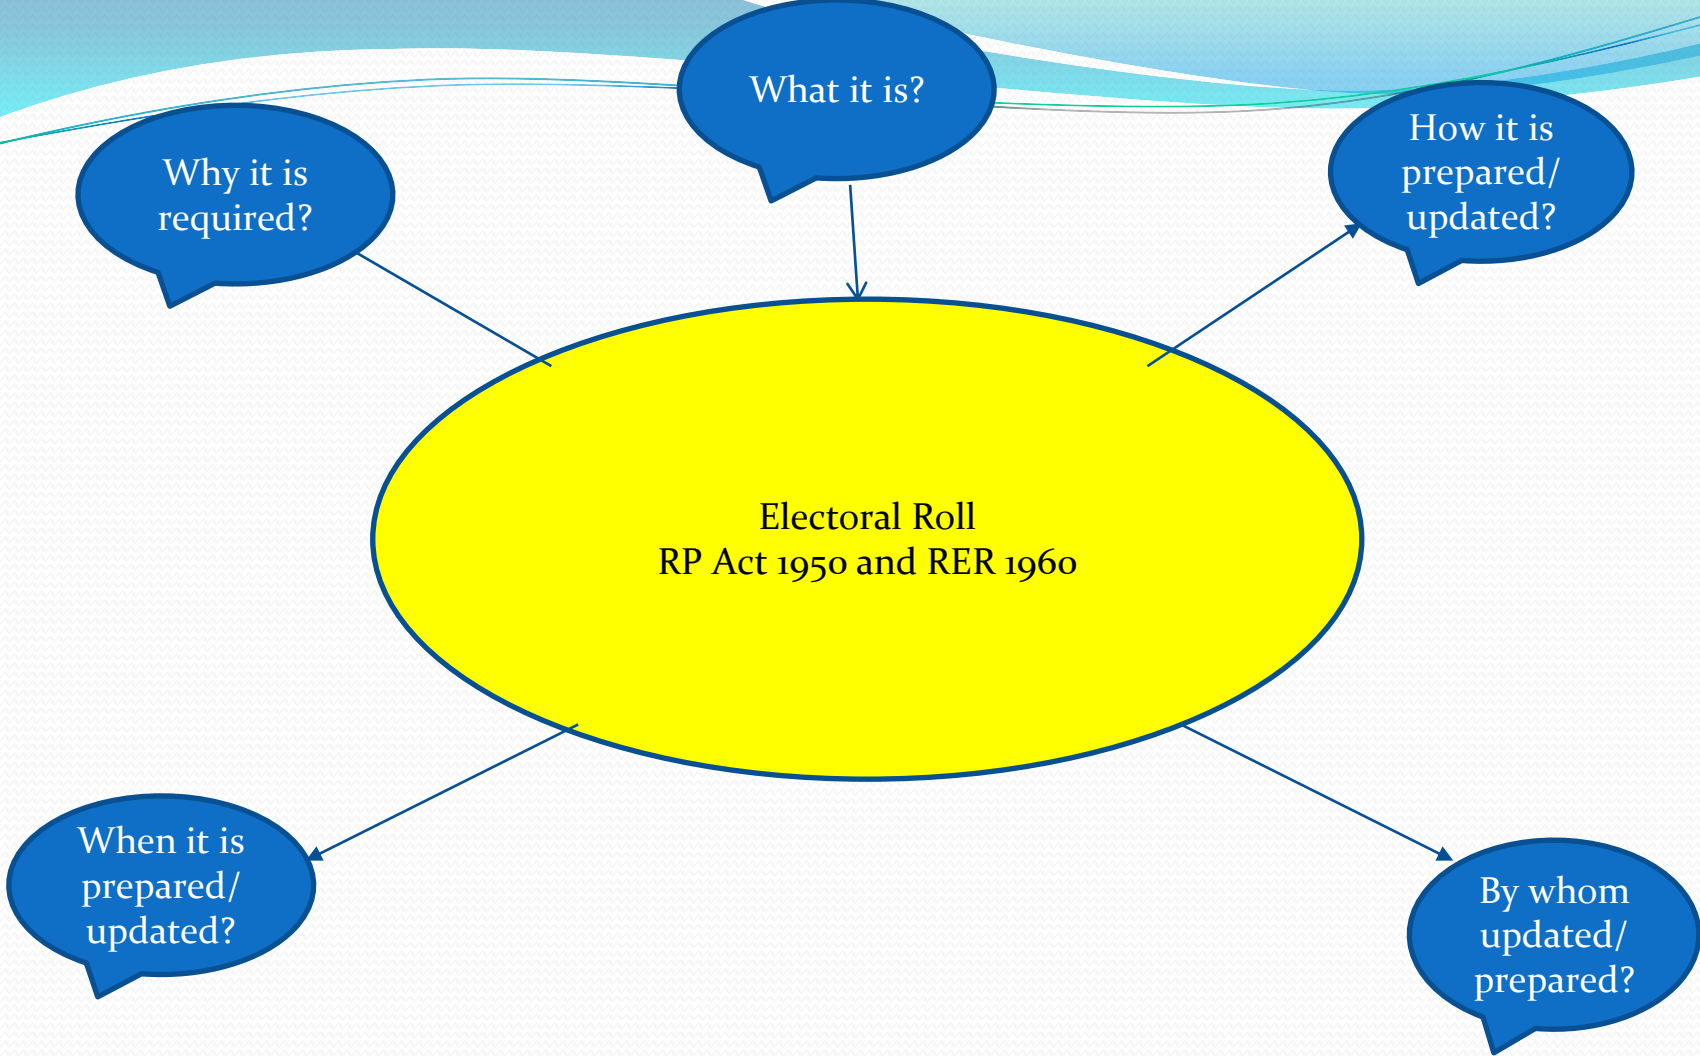 What it is?
Why it is
required?
How it is
prepared/
updated?
Electoral Roll
RP Act 1950 and RER 1960
When it is
prepared/
updated?
By whom
updated/
prepared?